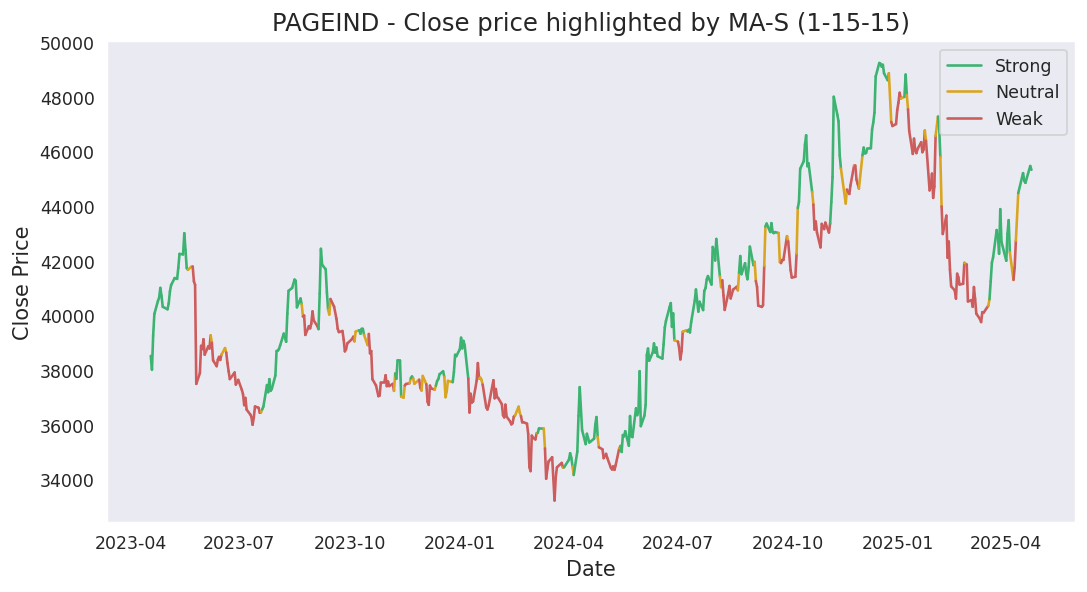 PAGEIND - Close price highlighted by MA-S (1-15-15)
Close Price
50000
48000
46000
44000
42000
40000
38000
36000
34000
Strong
Neutral
Weak
2023-04 2023-07 2023-10 2024-01 2024-04 2024-07 2024-10 2025-01 2025-04
Date